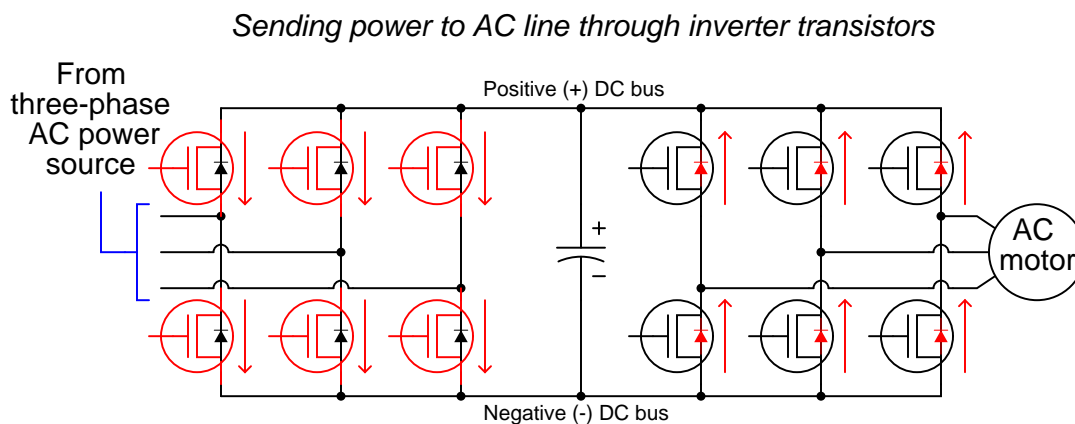 Sending power to AC line through inverter transistors
From
three-phase
AC power
source
Positive (+) DC bus
+
−
AC
motor
Negative (-) DC bus